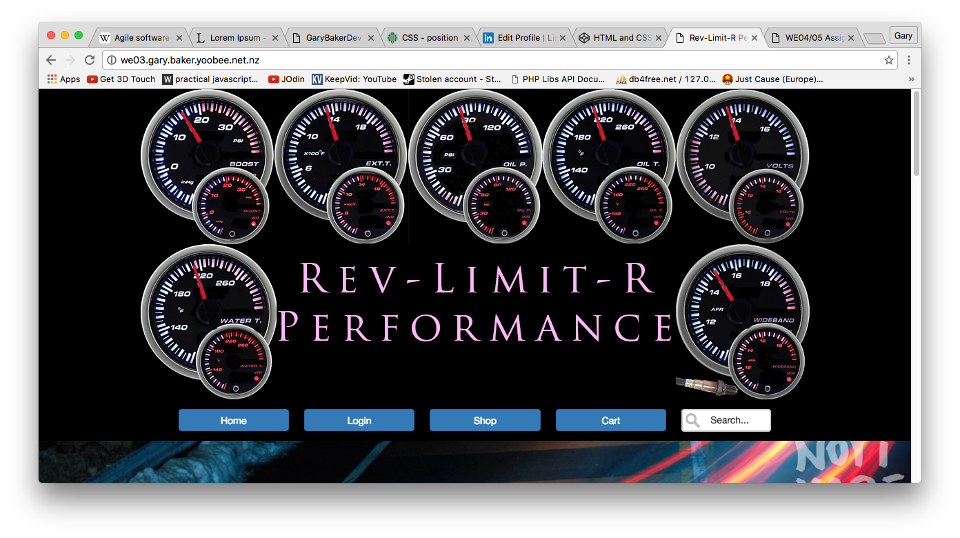 Agile software
Lorem Ipsum -
GaryBakerDev
CSS - position
Edit Profile | Li
HTML and CSS
Rev-Limit-R P
WE04/05 Assi
Gary
we03.gary.baker.yoobee.net.nz
Apps
Get 3D Touch
practical javascript...
JOdin
KeepVid: YouTube
Stolen account - St...
PHP Libs API Docu...
db4free.net / 127.0...
Just Cause (Europe)...
»
0 10 20 30 PSI BOOST inHg
6 10 14 18 X100°F EXT.T.
30 60 90 120 PSI OIL P.
140 180 220 260 °F OIL T.
10 12 14 16 VOLTS
140 180 220 260 °F WATER T.
12 14 16 18 AFR WIDEBAND
Rev-Limit-R
Performance
Home
Login
Shop
Cart
Search...